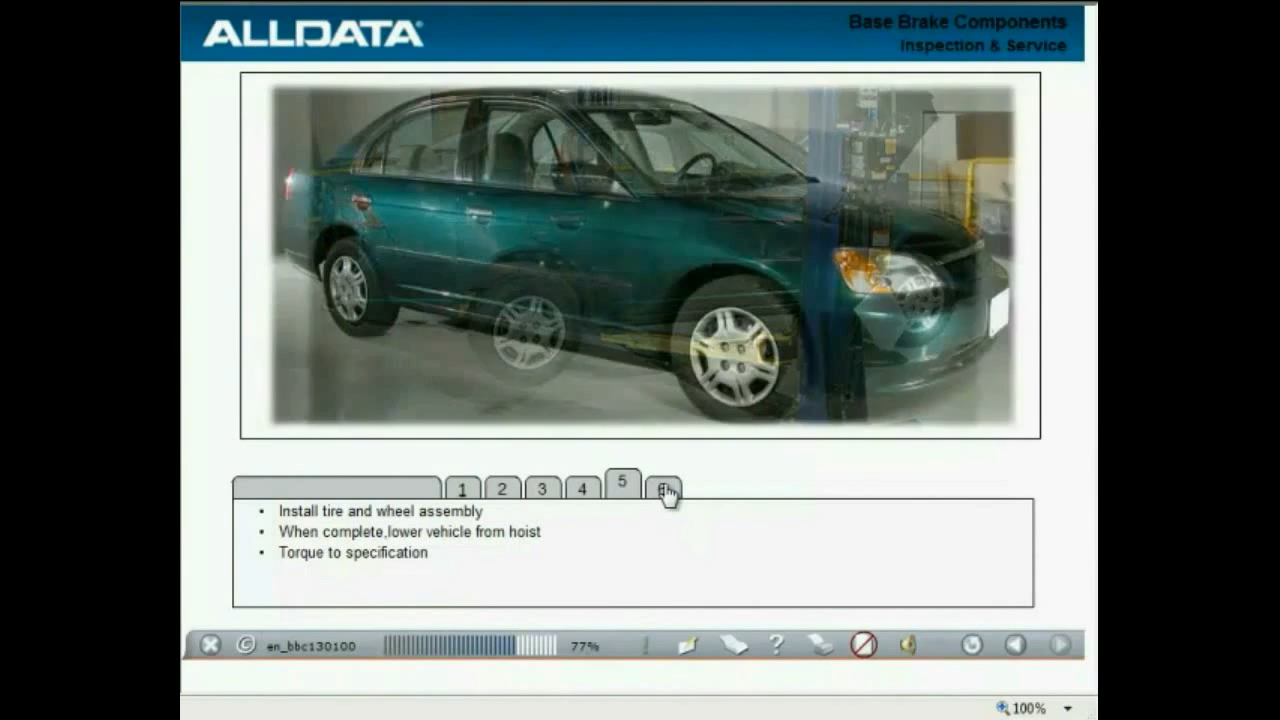 ALLDATA®
Base Brake Components
Inspection & Service
1 2 3 4 5
• Install tire and wheel assembly
• When complete,lower vehicle from hoist
• Torque to specification
© en_bbc130100 77% ! ?
100%